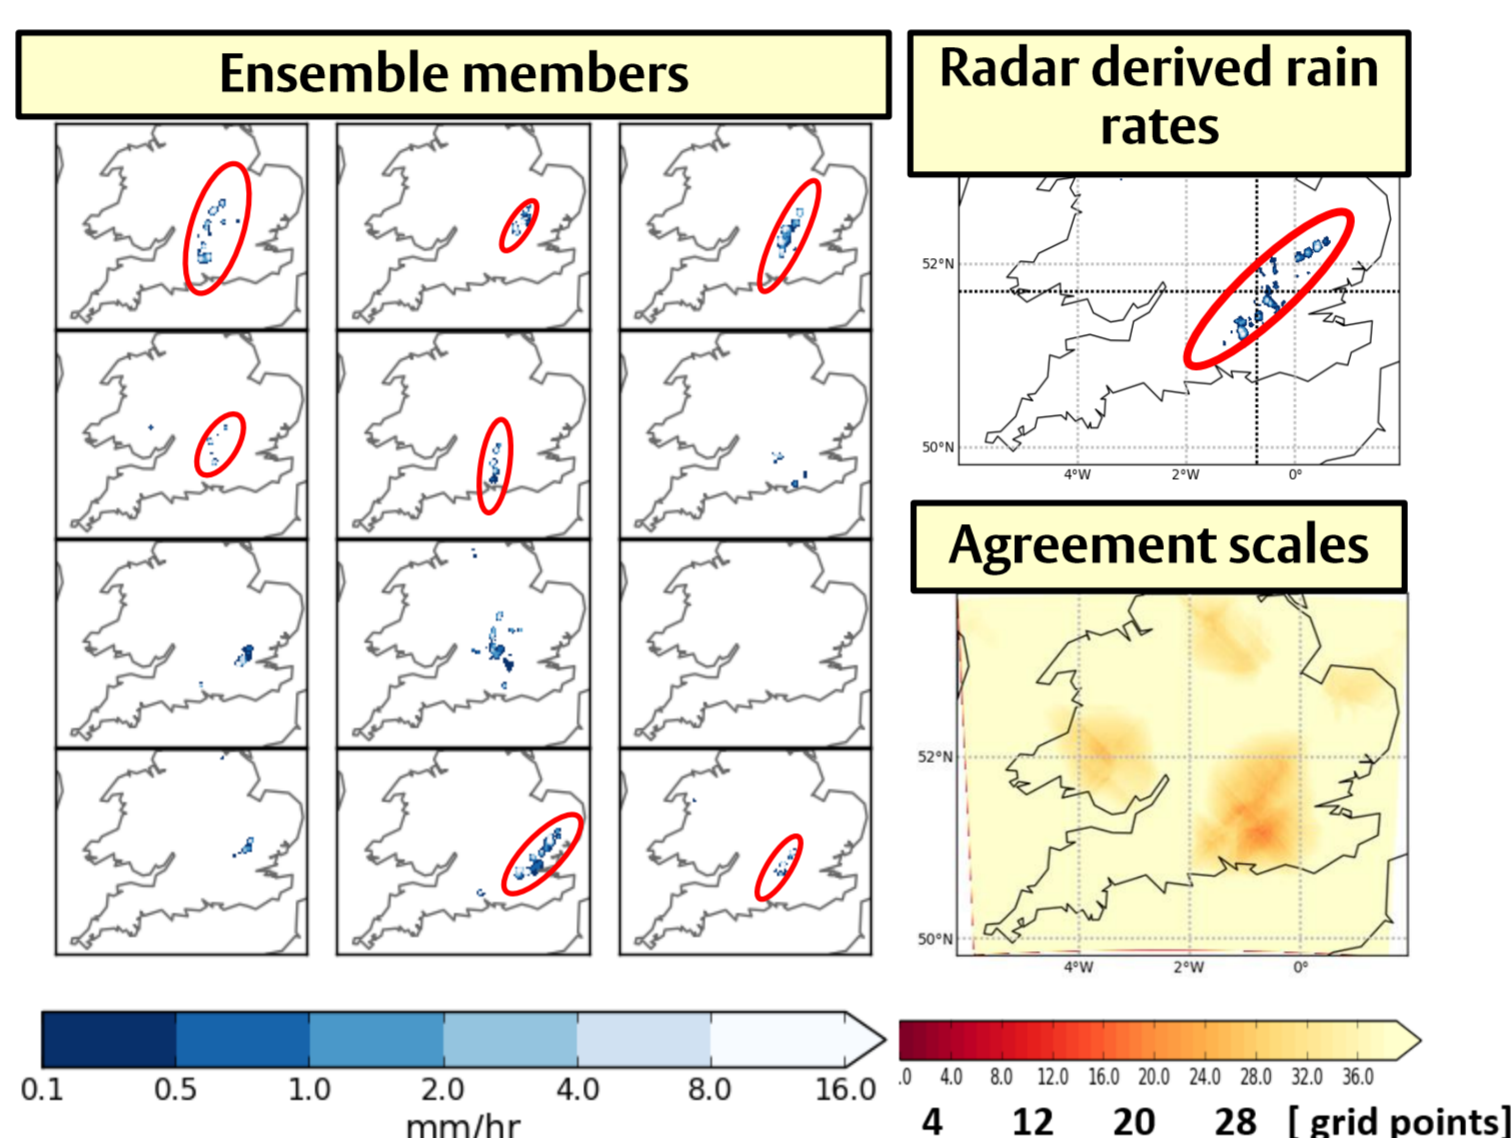 Ensemble members
Radar derived rain
rates
52°N
50°N
4°W 2°W 0°
Agreement scales
52°N
50°N
4°W 2°W 0°
0.1 0.5 1.0 2.0 4.0 8.0 16.0
mm/hr
.0 4.0 8.0 12.0 16.0 20.0 24.0 28.0 32.0 36.0
4 12 20 28 [ grid points]